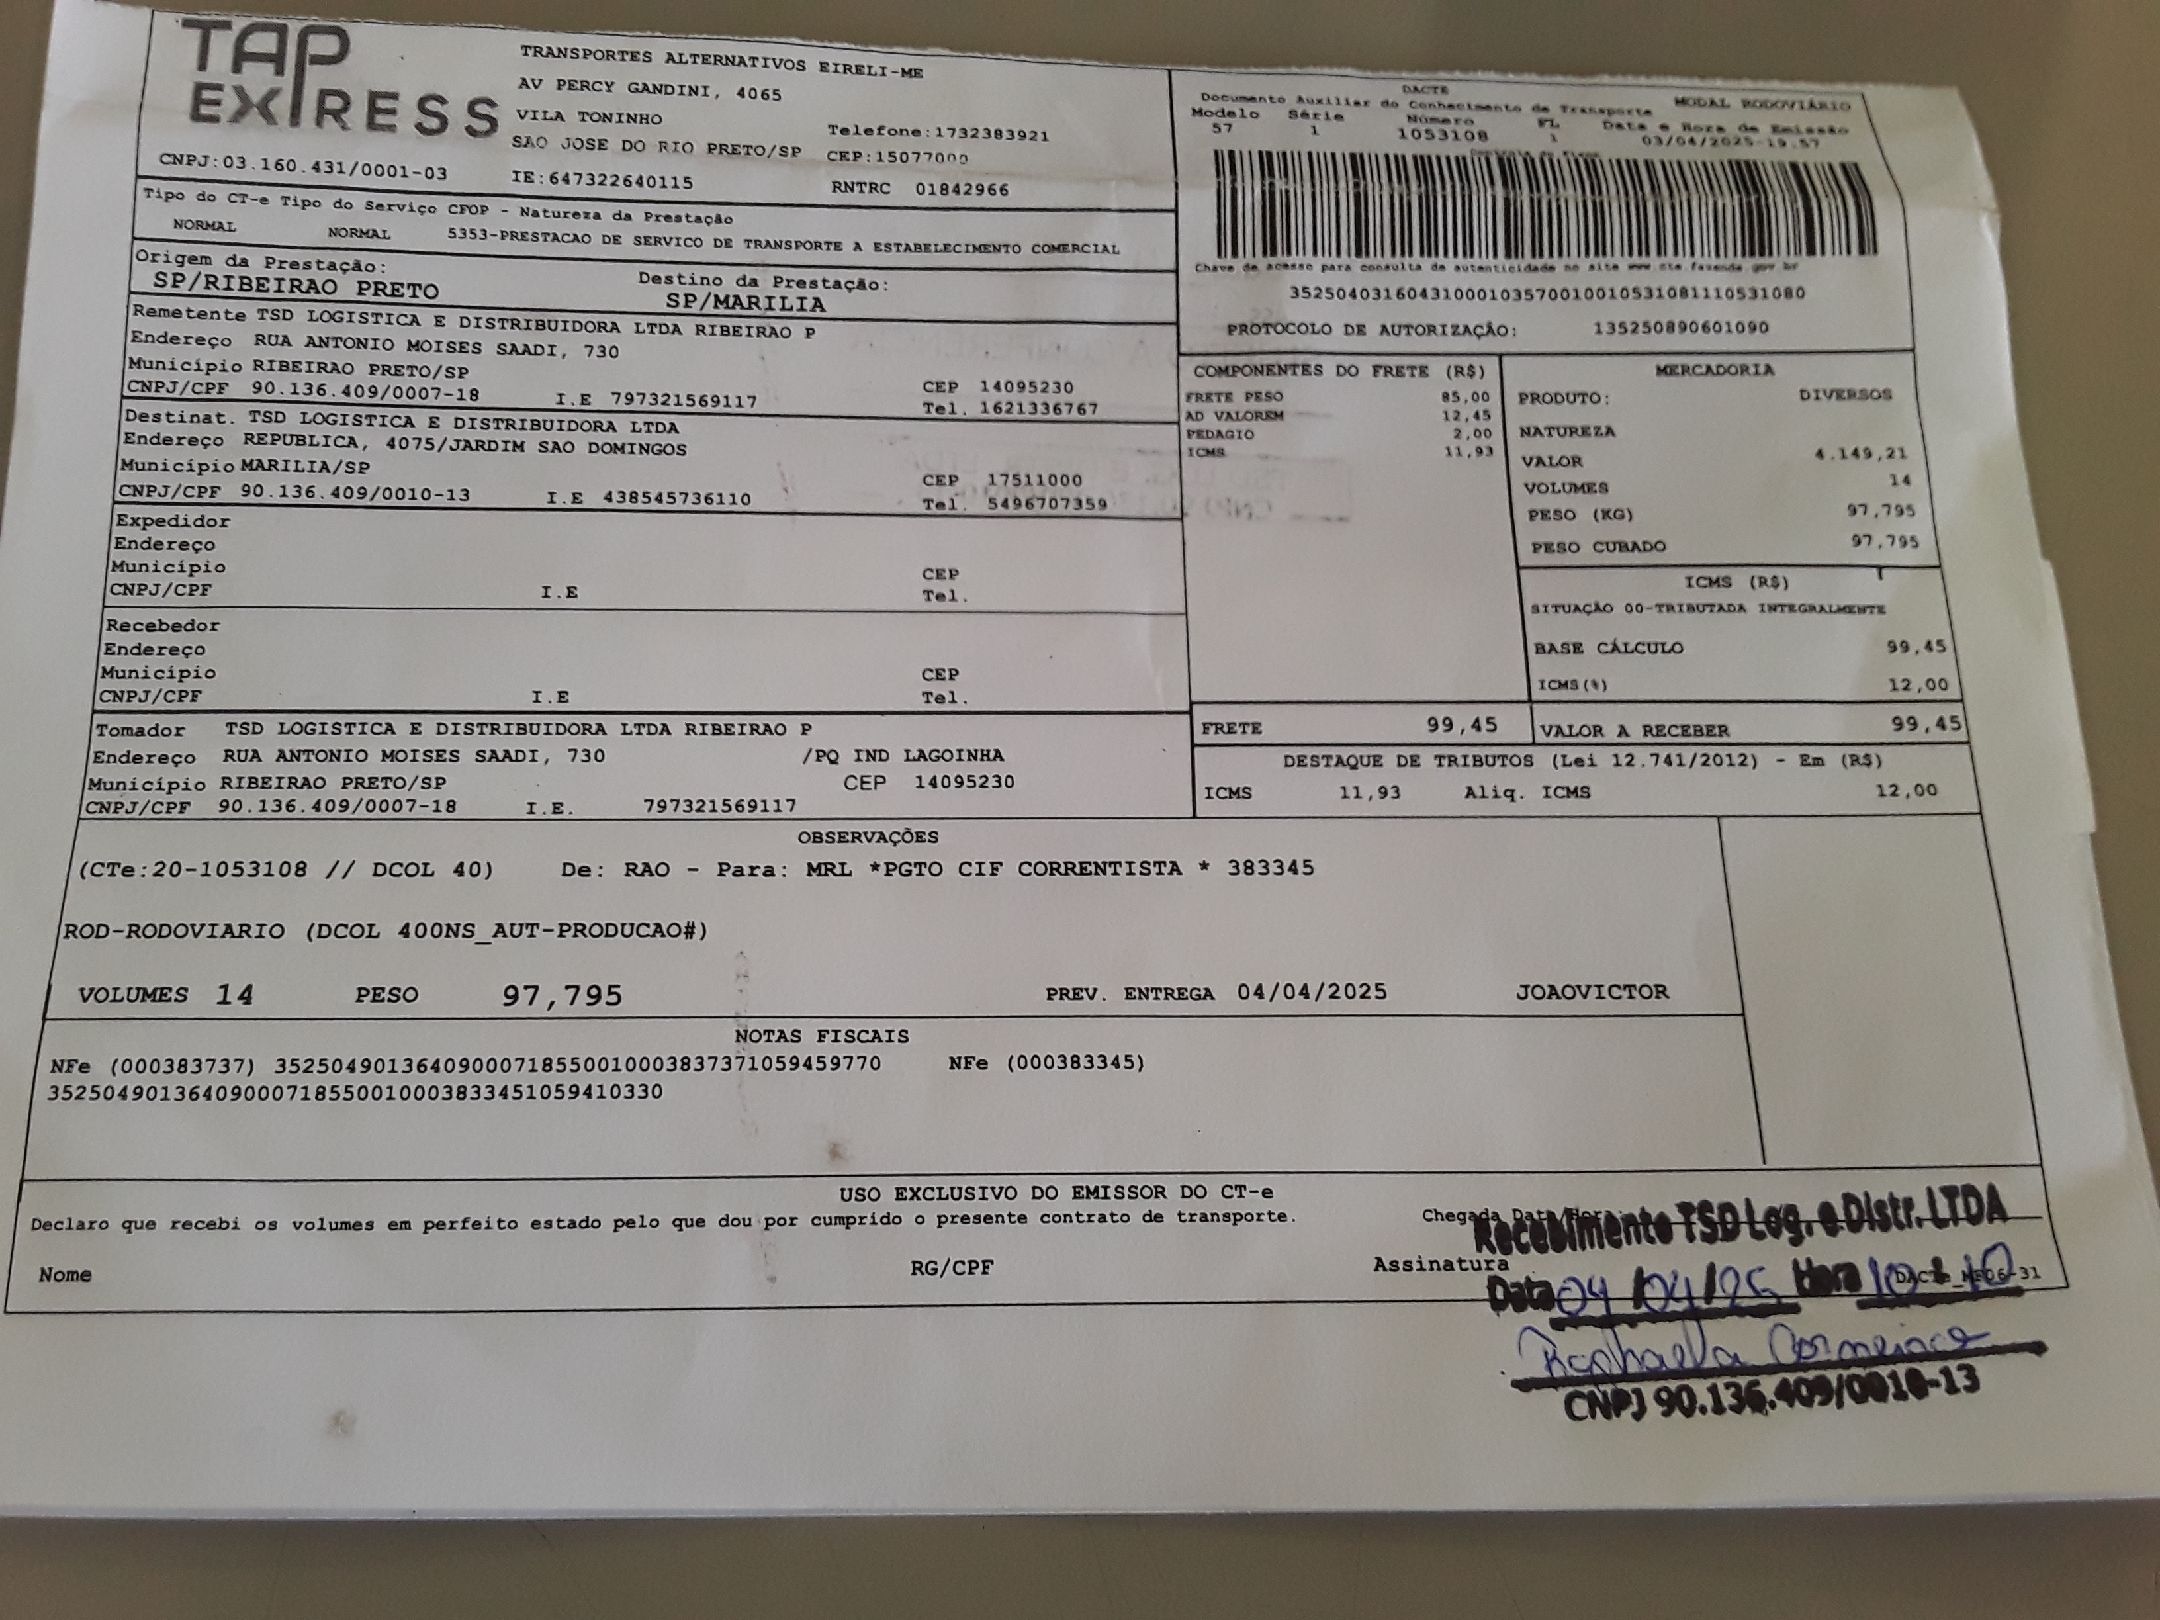 TAP EXPRESS
TRANSPORTES ALTERNATIVOS EIRELI-ME
AV PERCY GANDINI, 4065
VILA TONINHO
Telefone:1732383921
SAO JOSE DO RIO PRETO/SP CEP:15077000
CNPJ:03.160.431/0001-03 IE:647322640115 RNTRC 01842966
DACTE
Documento Auxiliar do Conhecimento de Transporte MODAL RODOVIÁRIO
Modelo Série Número FL Data e Hora de Emissão
57 1 1053108 1 03/04/2025-19.57
Chave de acesso para consulta de autenticidade no site www.cte.fazenda.gov.br
35250403160431000103570010010531081110531080
PROTOCOLO DE AUTORIZAÇÃO: 135250890601090
Tipo do CT-e Tipo do Serviço CFOP - Natureza da Prestação
NORMAL NORMAL 5353-PRESTACAO DE SERVICO DE TRANSPORTE A ESTABELECIMENTO COMERCIAL
Origem da Prestação: Destino da Prestação:
SP/RIBEIRAO PRETO SP/MARILIA
Remetente TSD LOGISTICA E DISTRIBUIDORA LTDA RIBEIRAO P
Endereço RUA ANTONIO MOISES SAADI, 730
Município RIBEIRAO PRETO/SP CEP 14095230
CNPJ/CPF 90.136.409/0007-18 I.E 797321569117 Tel. 1621336767
Destinat. TSD LOGISTICA E DISTRIBUIDORA LTDA
Endereço REPUBLICA, 4075/JARDIM SAO DOMINGOS
Município MARILIA/SP CEP 17511000
CNPJ/CPF 90.136.409/0010-13 I.E 438545736110 Tel. 5496707359
Expedidor
Endereço
Município CEP
CNPJ/CPF I.E Tel.
Recebedor
Endereço
Município CEP
CNPJ/CPF I.E Tel.
Tomador TSD LOGISTICA E DISTRIBUIDORA LTDA RIBEIRAO P
Endereço RUA ANTONIO MOISES SAADI, 730 /PQ IND LAGOINHA
Município RIBEIRAO PRETO/SP CEP 14095230
CNPJ/CPF 90.136.409/0007-18 I.E. 797321569117
COMPONENTES DO FRETE (R$)
FRETE PESO 85,00
AD VALOREM 12,45
PEDAGIO 2,00
ICMS 11,93
MERCADORIA
PRODUTO: DIVERSOS
NATUREZA
VALOR 4.149,21
VOLUMES 14
PESO (KG) 97,795
PESO CUBADO 97,795
ICMS (R$)
SITUAÇÃO 00-TRIBUTADA INTEGRALMENTE
BASE CÁLCULO 99,45
ICMS(%) 12,00
FRETE 99,45 VALOR A RECEBER 99,45
DESTAQUE DE TRIBUTOS (Lei 12.741/2012) - Em (R$)
ICMS 11,93 Aliq. ICMS 12,00
OBSERVAÇÕES
(CTe:20-1053108 // DCOL 40) De: RAO - Para: MRL *PGTO CIF CORRENTISTA * 383345
ROD-RODOVIARIO (DCOL 400NS_AUT-PRODUCAO#)
VOLUMES 14 PESO 97,795 PREV. ENTREGA 04/04/2025 JOAOVICTOR
NOTAS FISCAIS
NFe (000383737) 35250490136409000718550010003837371059459770 NFe (000383345)
35250490136409000718550010003833451059410330
USO EXCLUSIVO DO EMISSOR DO CT-e
Declaro que recebi os volumes em perfeito estado pelo que dou por cumprido o presente contrato de transporte. Chegada Data/Hora:
Recebimento TSD Log. e Distr. LTDA
Nome RG/CPF Assinatura
Data 04/04/25 Hora 10:10
Raphaella
CNPJ 90.136.409/0010-13